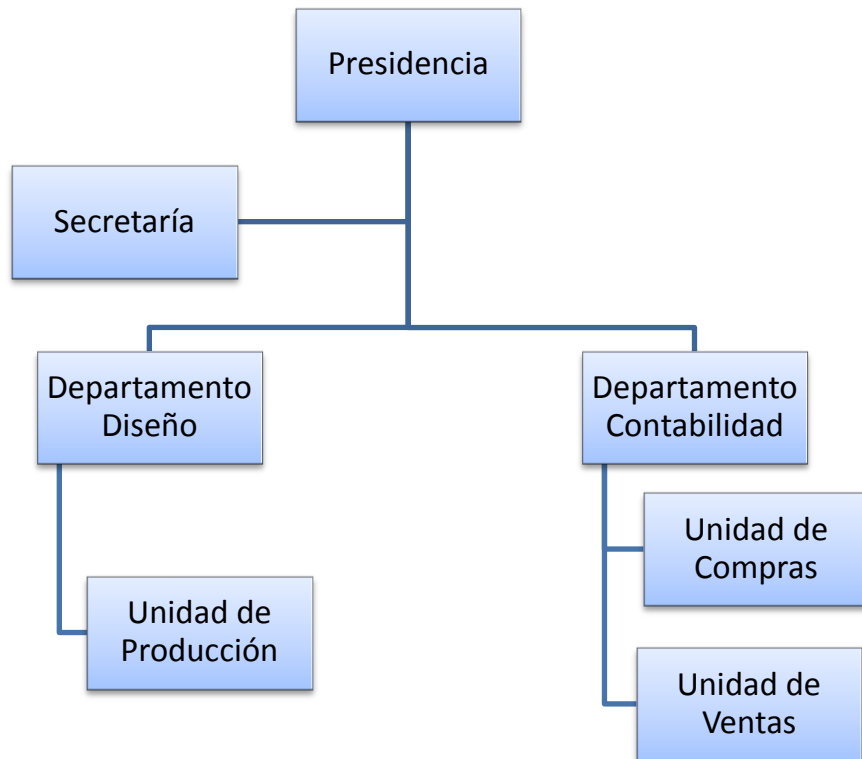 Presidencia
Secretaría
Departamento
Diseño
Departamento
Contabilidad
Unidad de
Compras
Unidad de
Producción
Unidad de
Ventas